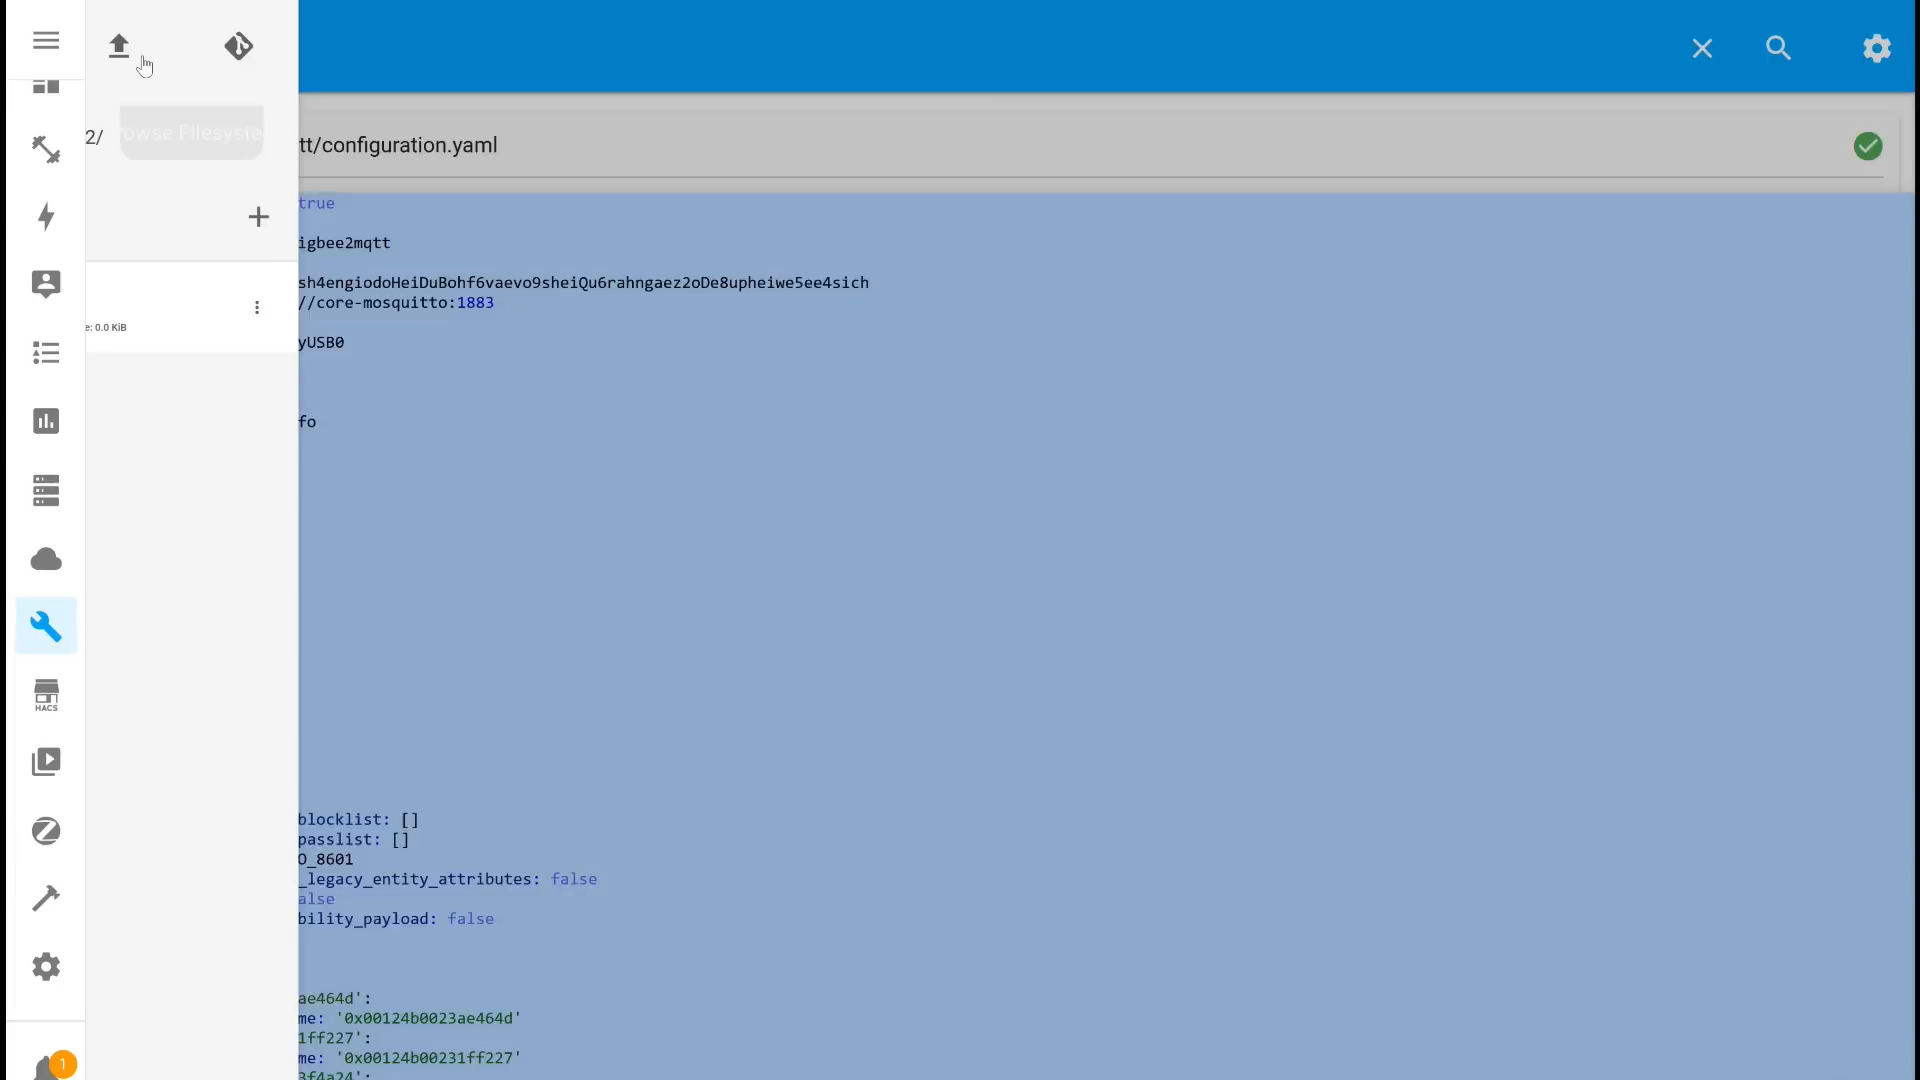 2/
owse Filesyste
tt/configuration.yaml
true
igbee2mqtt
sh4engiodoHeiDuBohf6vaevo9sheiQu6rahngaez2oDe8upheiwe5ee4sich
//core-mosquitto:1883
e: 0.0 KiB
yUSB0
fo
HACS
blocklist: []
passlist: []
O_8601
_legacy_entity_attributes: false
alse
bility_payload: false
ae464d':
me: '0x00124b0023ae464d'
1ff227':
me: '0x00124b00231ff227'
3f4a24':
1